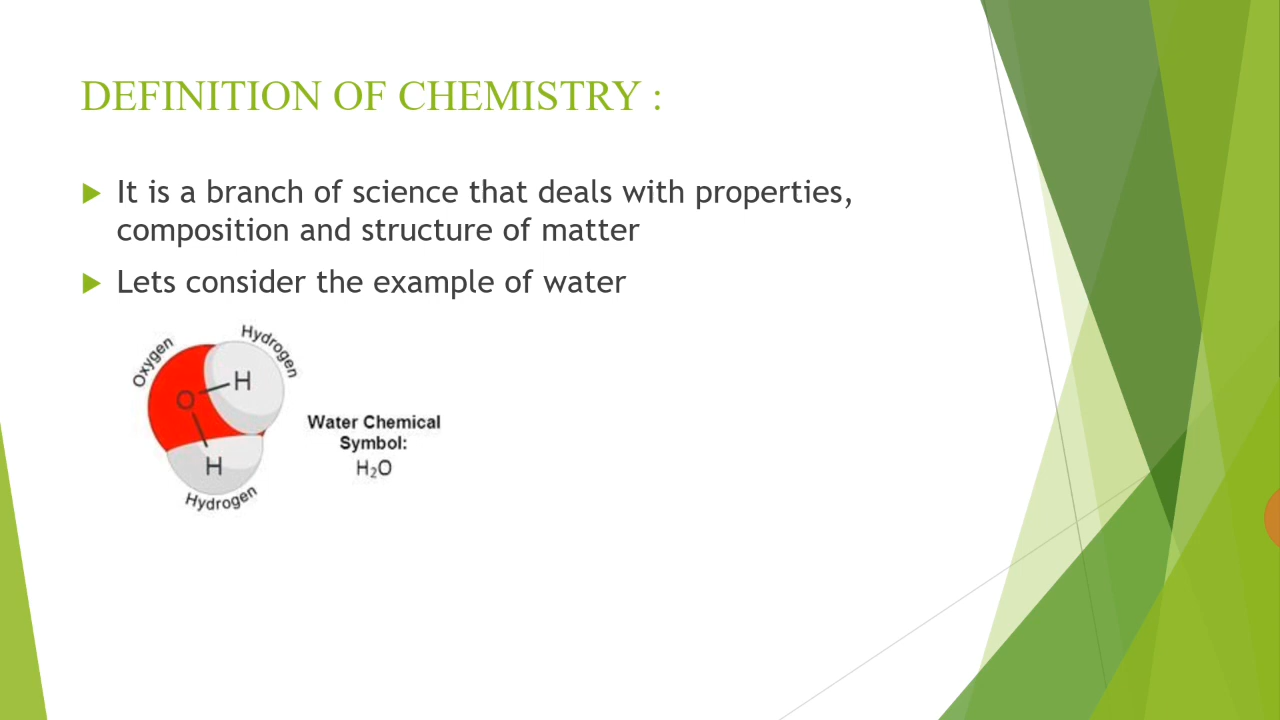 DEFINITION OF CHEMISTRY :
It is a branch of science that deals with properties,
composition and structure of matter
Lets consider the example of water
Oxygen
Hydrogen
O
H
H
Hydrogen
Water Chemical
Symbol:
H₂O